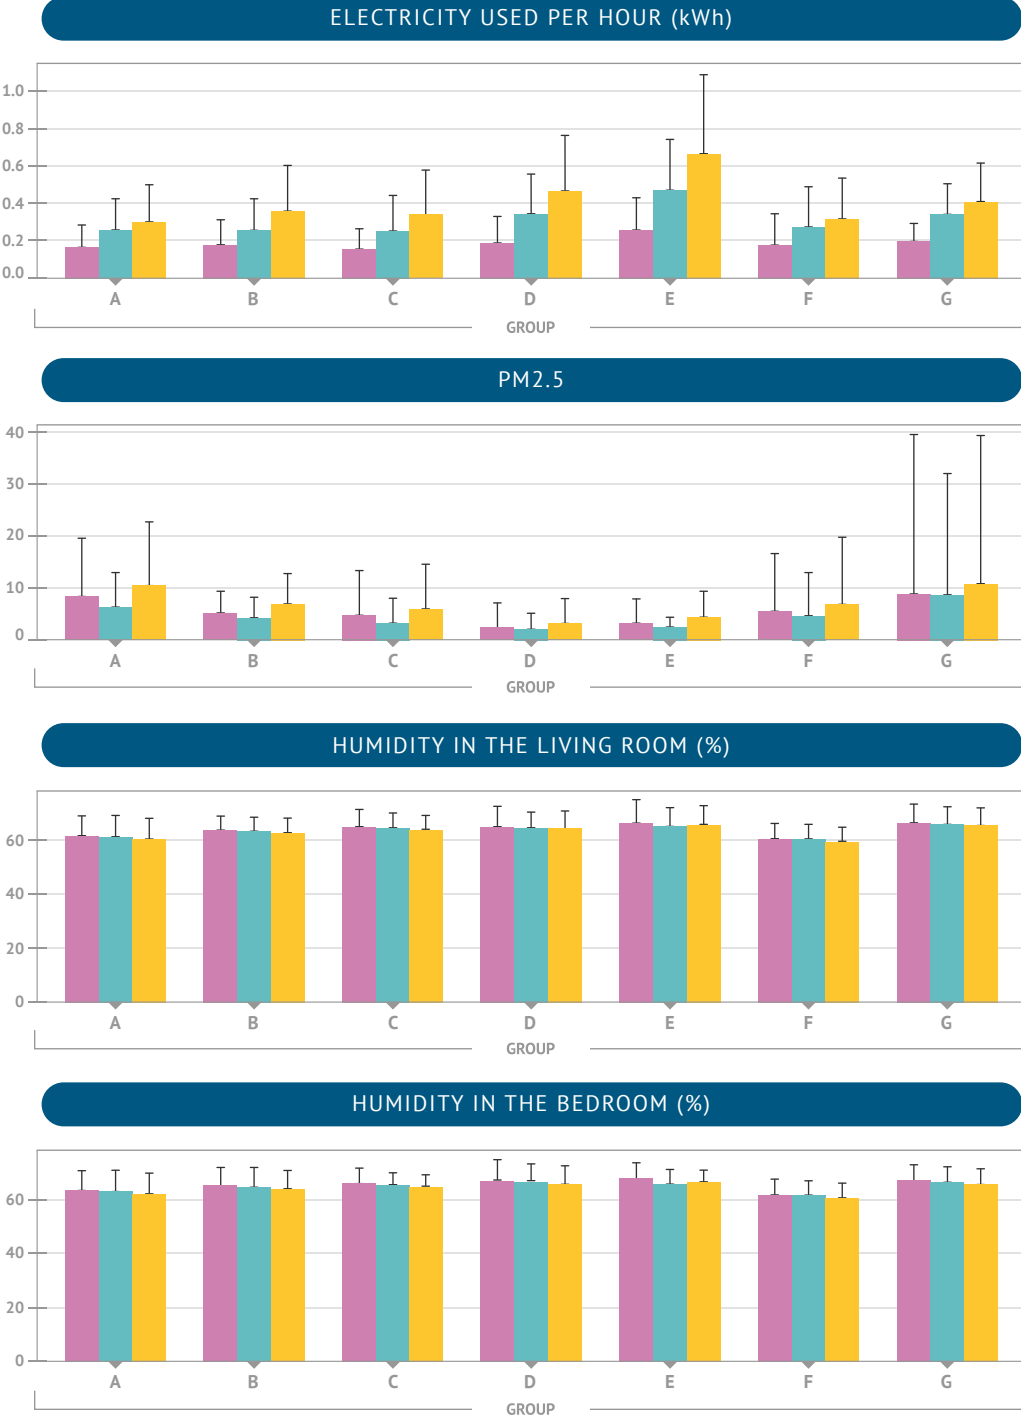 ELECTRICITY USED PER HOUR (kWh)
1.0
0.8
0.6
0.4
0.2
0.0
A B C D E F G
GROUP
PM2.5
40
30
20
10
0
A B C D E F G
GROUP
HUMIDITY IN THE LIVING ROOM (%)
60
40
20
0
A B C D E F G
GROUP
HUMIDITY IN THE BEDROOM (%)
60
40
20
0
A B C D E F G
GROUP